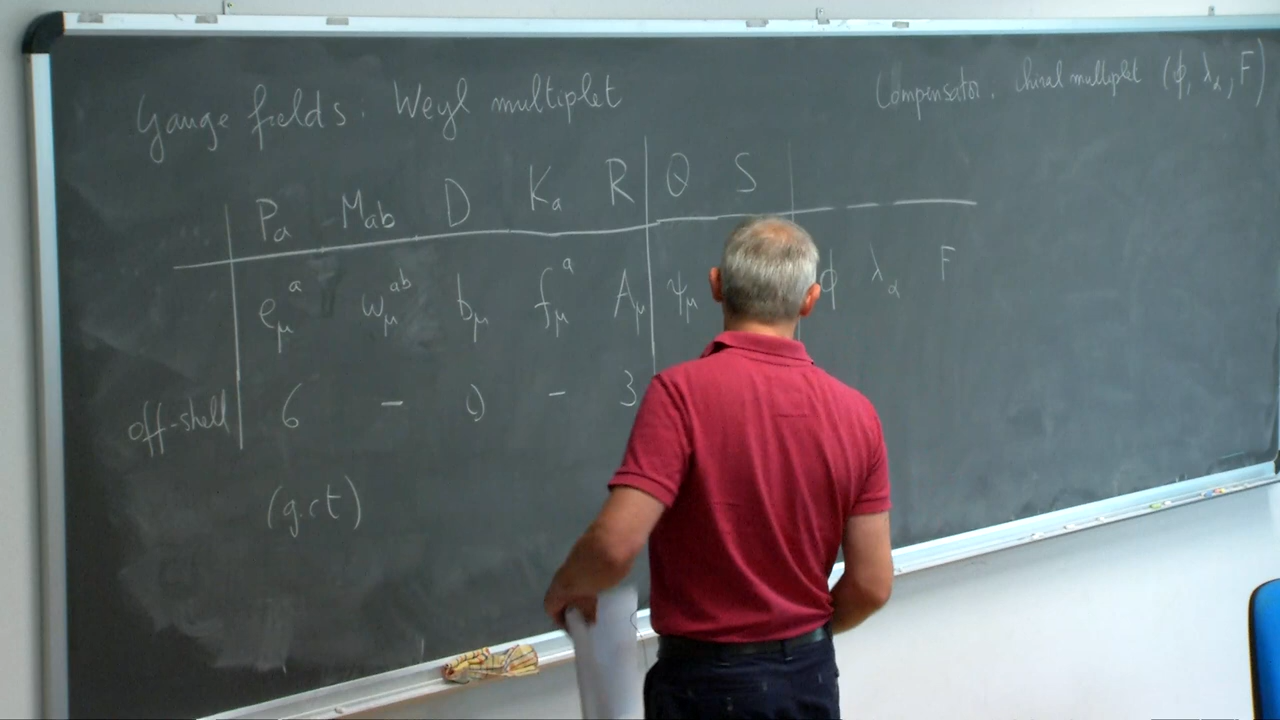 Gauge fields: Weyl multiplet
Compensator. chiral multiplet (ϕ, λ_α, F)
P_a M_ab D K_a R Q S
e_μ^a ω_μ^ab b_μ f_μ^a A_μ ψ_μ ϕ λ_α F
off-shell 6 - 0 - 3
(g.ct)